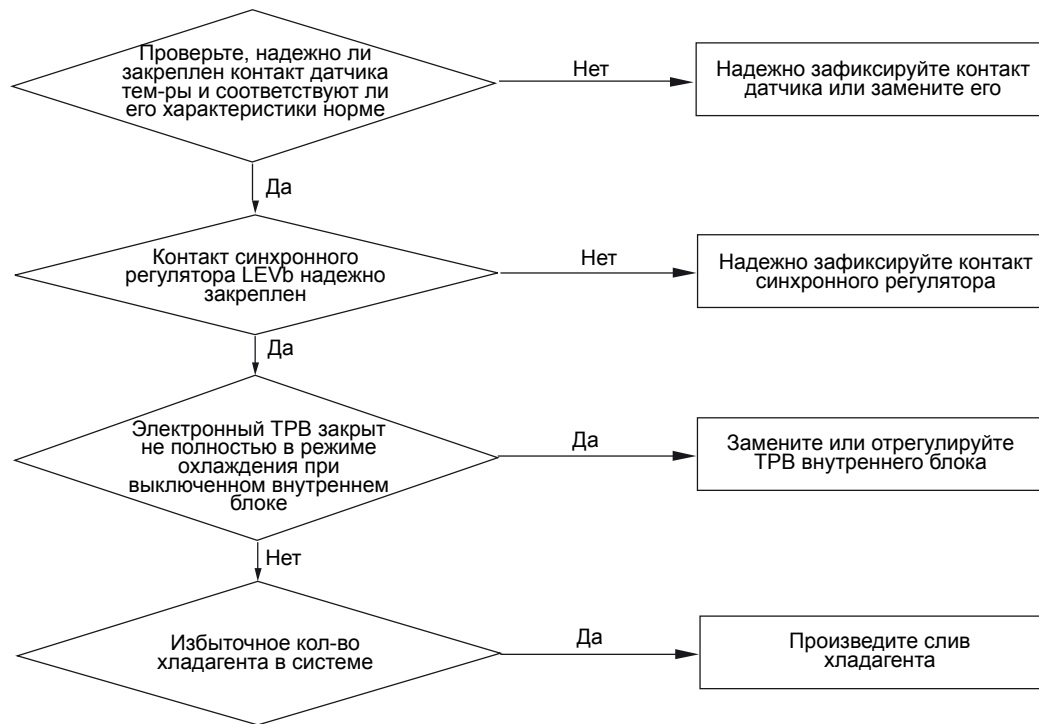 Проверьте, надежно ли
закреплен контакт датчика
тем-ры и соответствуют ли
его характеристики норме
Нет
Надежно зафиксируйте контакт
датчика или замените его
Да
Контакт синхронного
регулятора LEVb надежно
закреплен
Нет
Надежно зафиксируйте контакт
синхронного регулятора
Да
Электронный ТРВ закрыт
не полностью в режиме
охлаждения при
выключенном внутреннем
блоке
Да
Замените или отрегулируйте
ТРВ внутреннего блока
Нет
Избыточное кол-во
хладагента в системе
Да
Произведите слив
хладагента